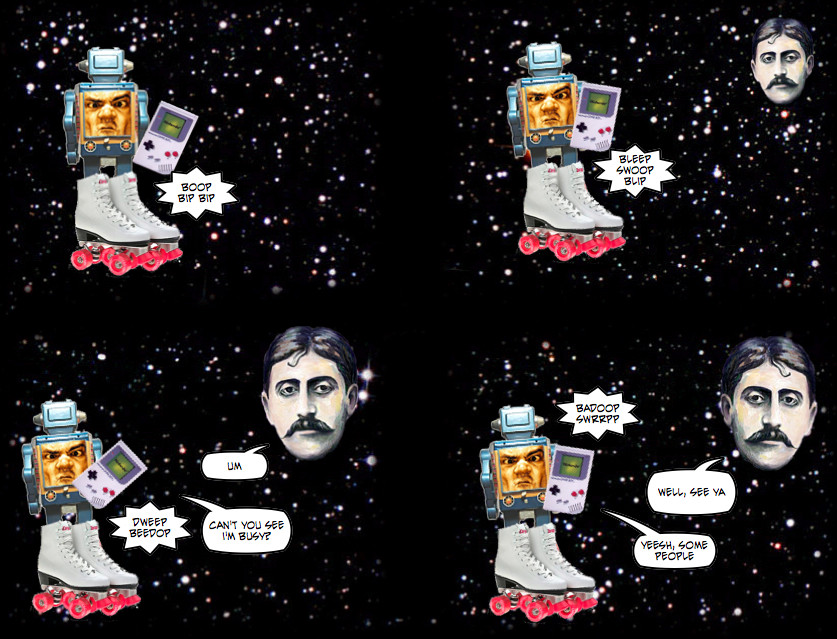 BOOP
BIP BIP
BLEEP
SWOOP
BLIP
UM
DWEEP
BEEDOP
CAN'T YOU SEE
I'M BUSY?
BADOOP
SWRRPP
WELL, SEE YA
YEESH, SOME
PEOPLE